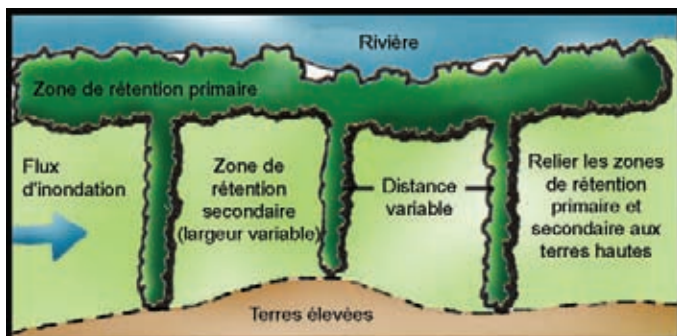 Rivière
Zone de rétention primaire
Flux
d'inondation
Zone de
rétention
secondaire
(largeur variable)
Distance
variable
Relier les zones
de rétention
primaire et
secondaire aux
terres hautes
Terres élevées